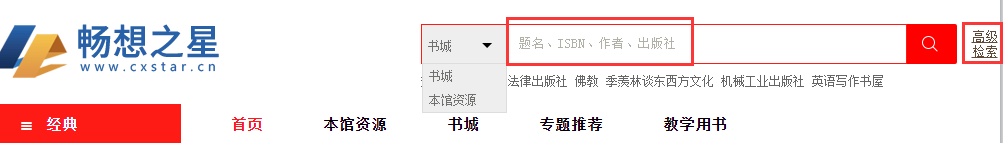 畅想之星
www.cxstar.cn
书城
题名、ISBN、作者、出版社
高级
检索
书城
本馆资源
法律出版社 佛教 季羡林谈东西方文化 机械工业出版社 英语写作书屋
经典
首页 本馆资源 书城 专题推荐 教学用书